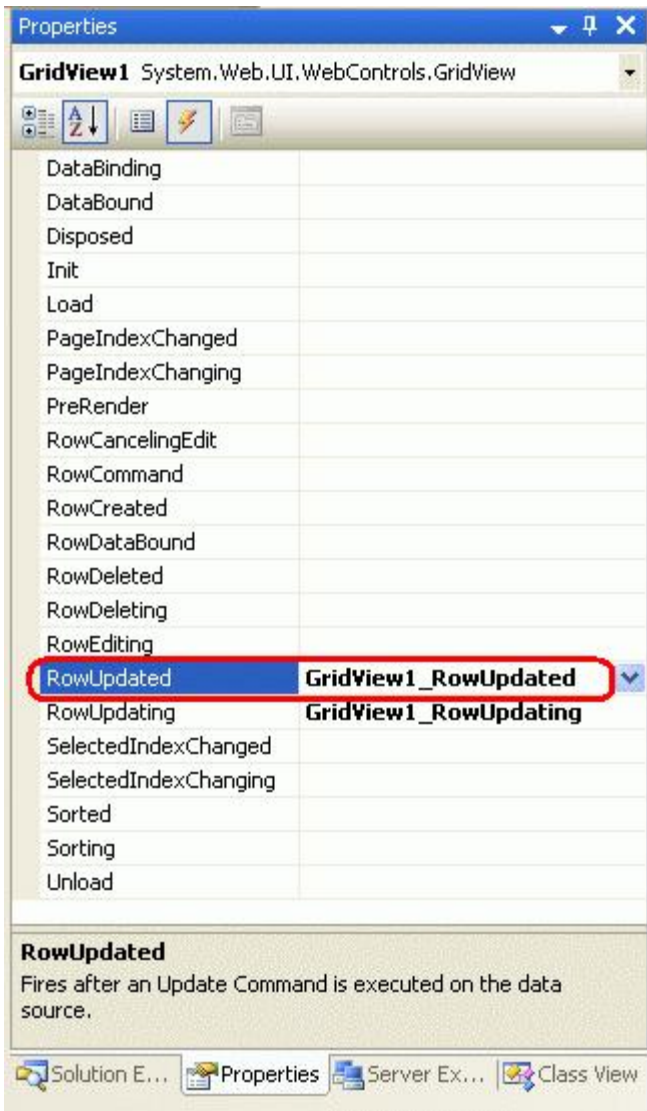 Properties
GridView1 System.Web.UI.WebControls.GridView
DataBinding
DataBound
Disposed
Init
Load
PageIndexChanged
PageIndexChanging
PreRender
RowCancelingEdit
RowCommand
RowCreated
RowDataBound
RowDeleted
RowDeleting
RowEditing
RowUpdated GridView1_RowUpdated
RowUpdating GridView1_RowUpdating
SelectedIndexChanged
SelectedIndexChanging
Sorted
Sorting
Unload
RowUpdated
Fires after an Update Command is executed on the data
source.
Solution E... Properties Server Ex... Class View